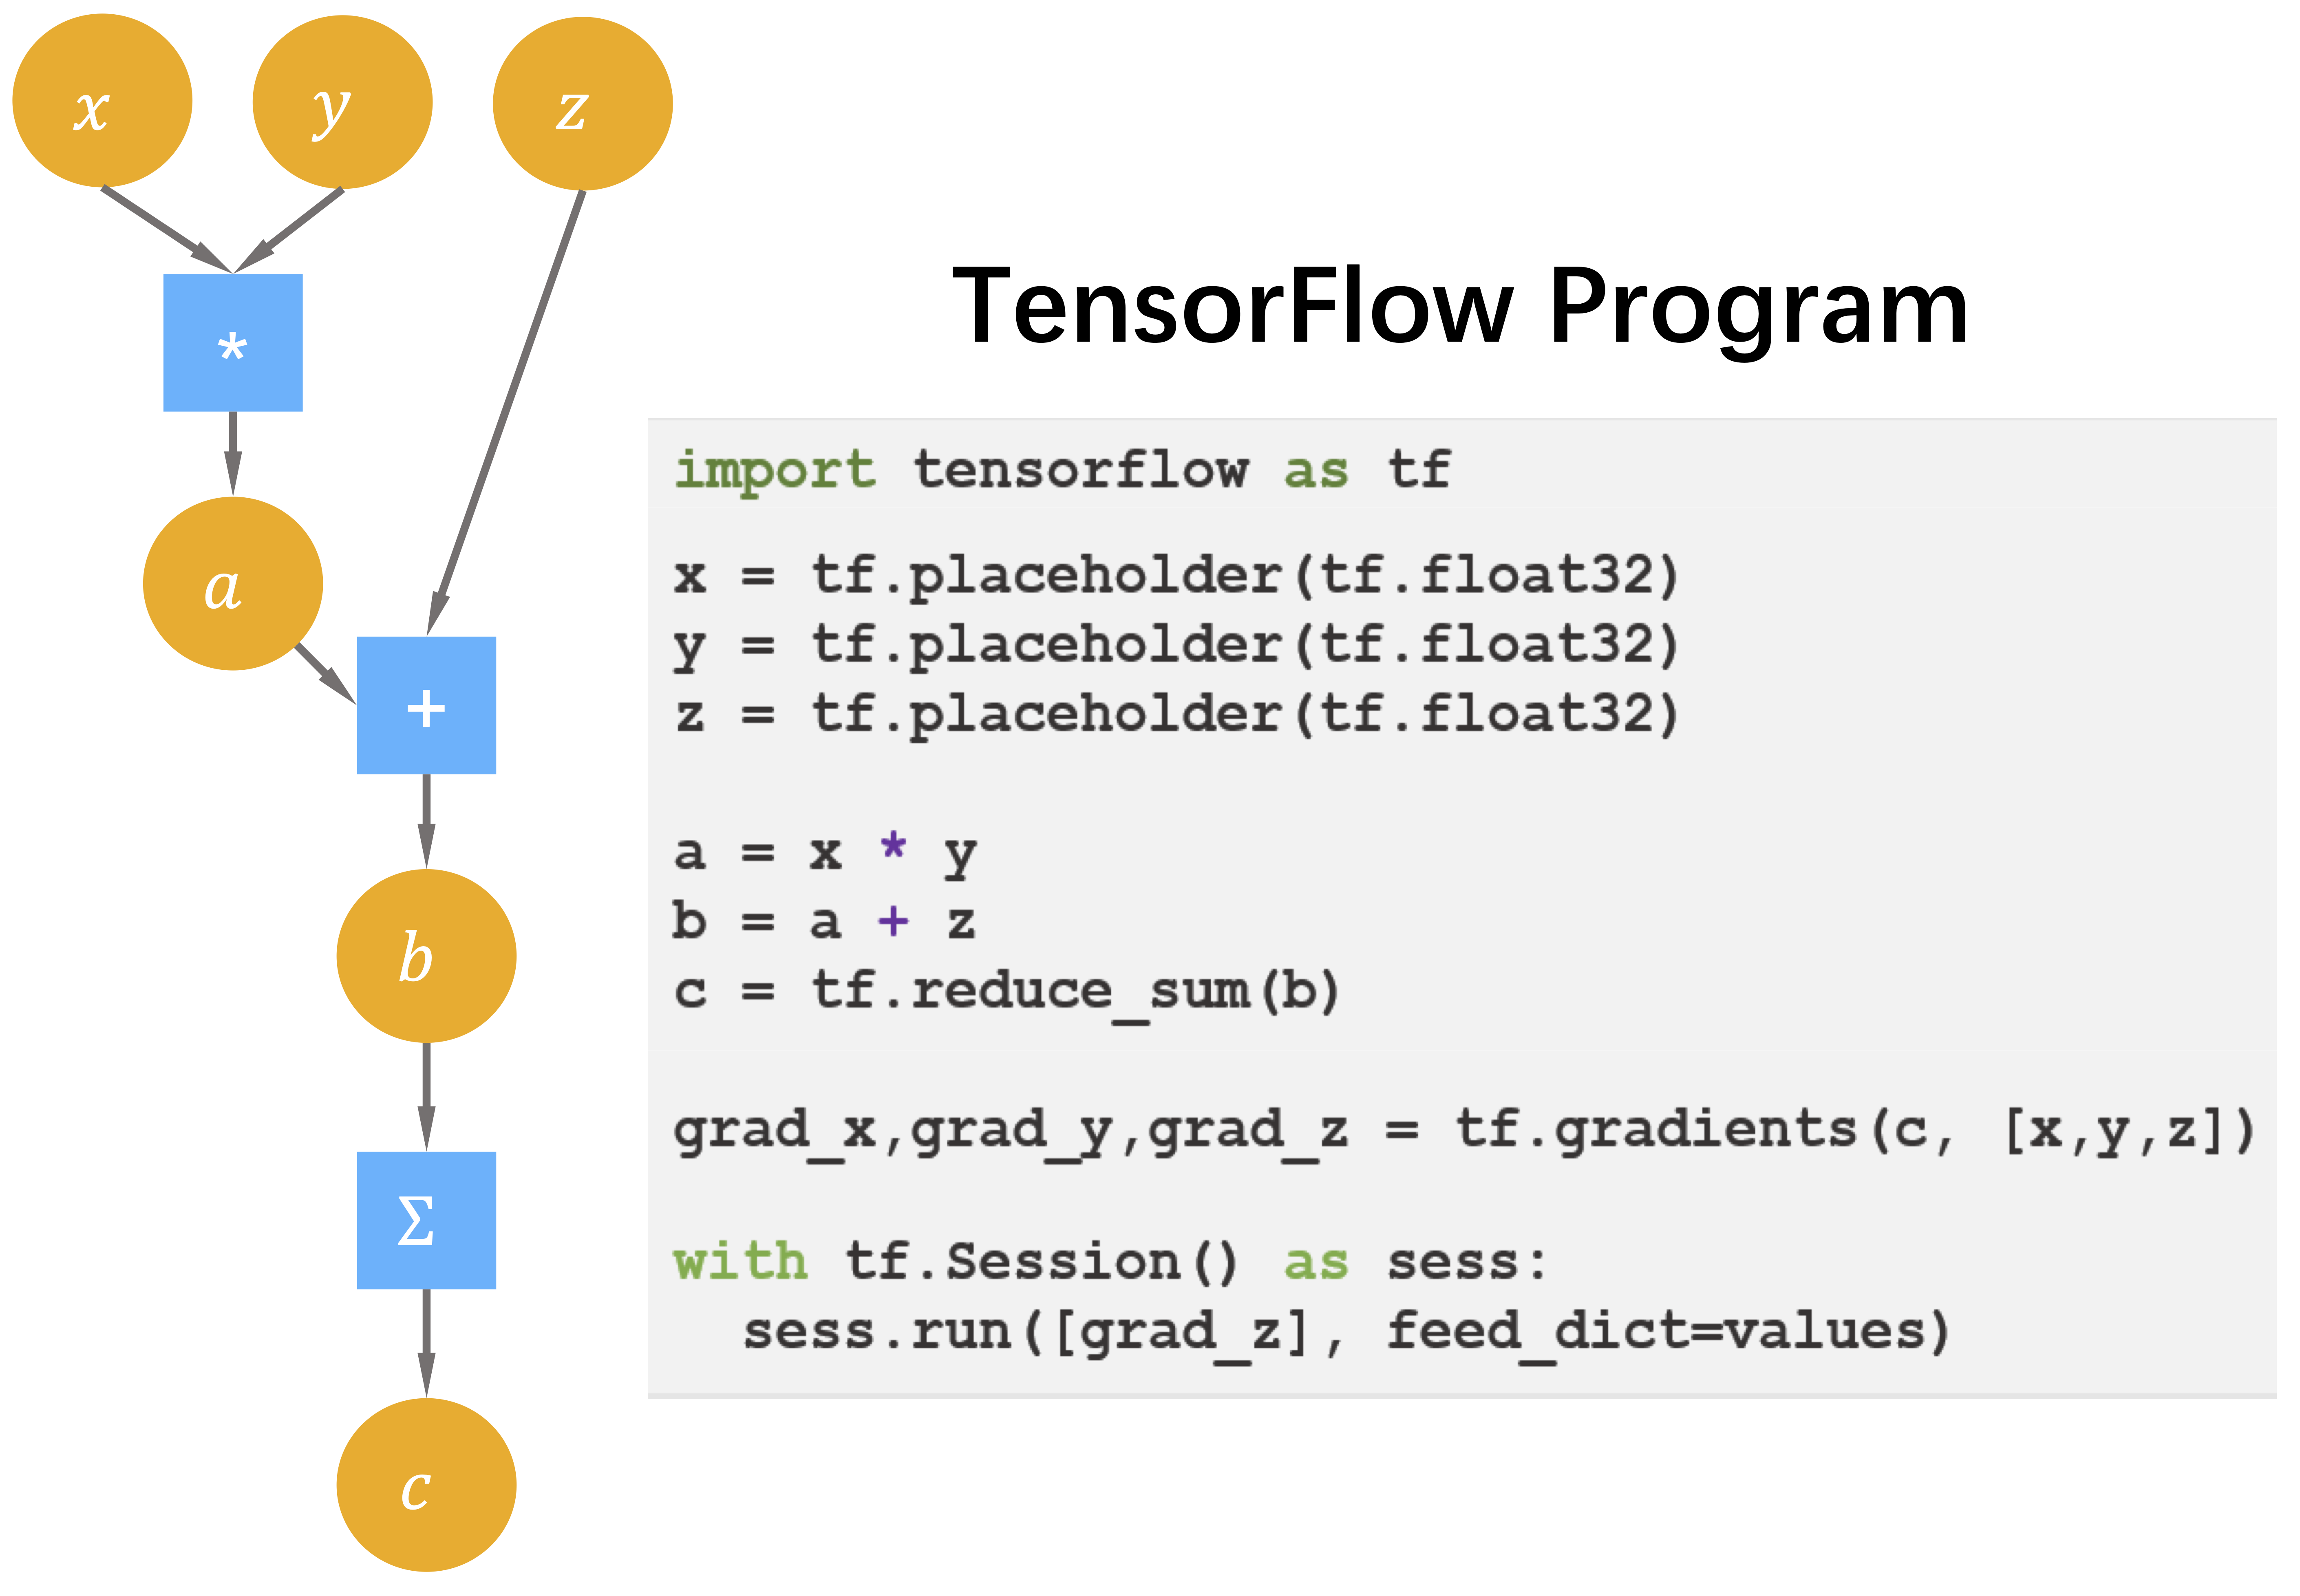 x y z
*
a
+
b
Σ
c
TensorFlow Program
import tensorflow as tf
x = tf.placeholder(tf.float32)
y = tf.placeholder(tf.float32)
z = tf.placeholder(tf.float32)
a = x * y
b = a + z
c = tf.reduce_sum(b)
grad_x,grad_y,grad_z = tf.gradients(c, [x,y,z])
with tf.Session() as sess:
   sess.run([grad_z], feed_dict=values)